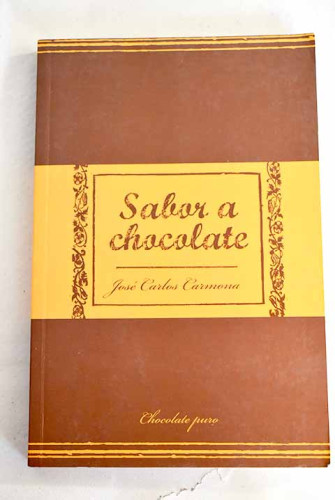 Sabor a
chocolate
José Carlos Carmona
Chocolate puro